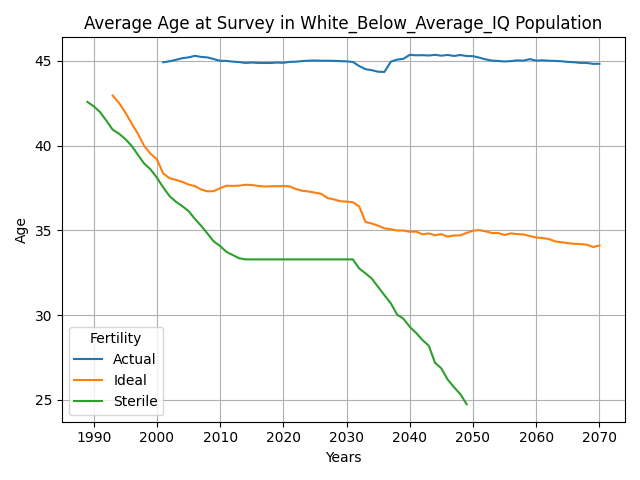 Average Age at Survey in White_Below_Average_IQ Population
Age
45
40
35
30
25
Fertility
Actual
Ideal
Sterile
1990 2000 2010 2020 2030 2040 2050 2060 2070
Years